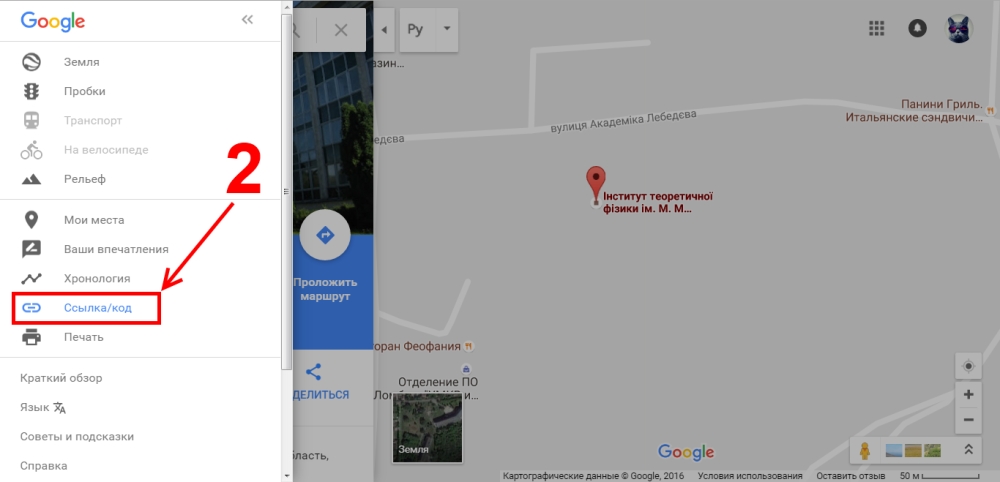 Google
Земля
Пробки
Транспорт
На велосипеде
Рельеф
Мои места
Ваши впечатления
Хронология
Ссылка/код
Печать
Краткий обзор
Язык
Советы и подсказки
Справка
2
Ру
Проложить
маршрут
ДЕЛИТЬСЯ
бласть,
Земля
азин…
бедєва
вулиця Академіка Лебедєва
Панини Гриль.
Итальянские сэндвичи…
Інститут теоретичної
фізики ім. М. М…
оран Феофания
Отделение ПО
Google
Картографические данные © Google, 2016
Условия использования
Оставить отзыв
50 м